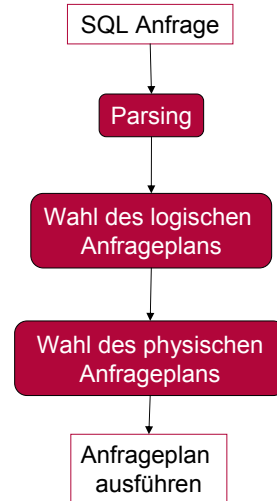 SQL Anfrage
Parsing
Wahl des logischen
Anfrageplans
Wahl des physischen
Anfrageplans
Anfrageplan
ausführen